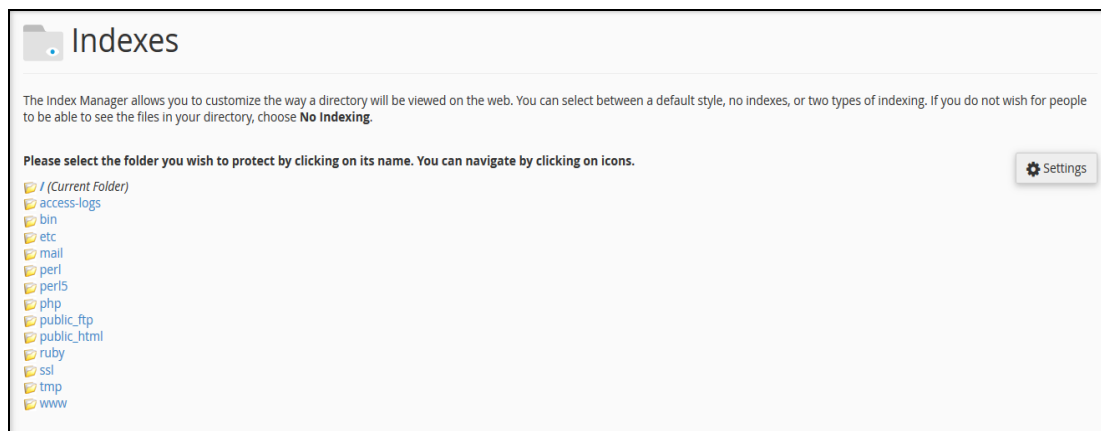 Indexes
The Index Manager allows you to customize the way a directory will be viewed on the web. You can select between a default style, no indexes, or two types of indexing. If you do not wish for people
to be able to see the files in your directory, choose No Indexing.
Please select the folder you wish to protect by clicking on its name. You can navigate by clicking on icons.
Settings
/ (Current Folder)
access-logs
bin
etc
mail
perl
perl5
php
public_ftp
public_html
ruby
ssl
tmp
www